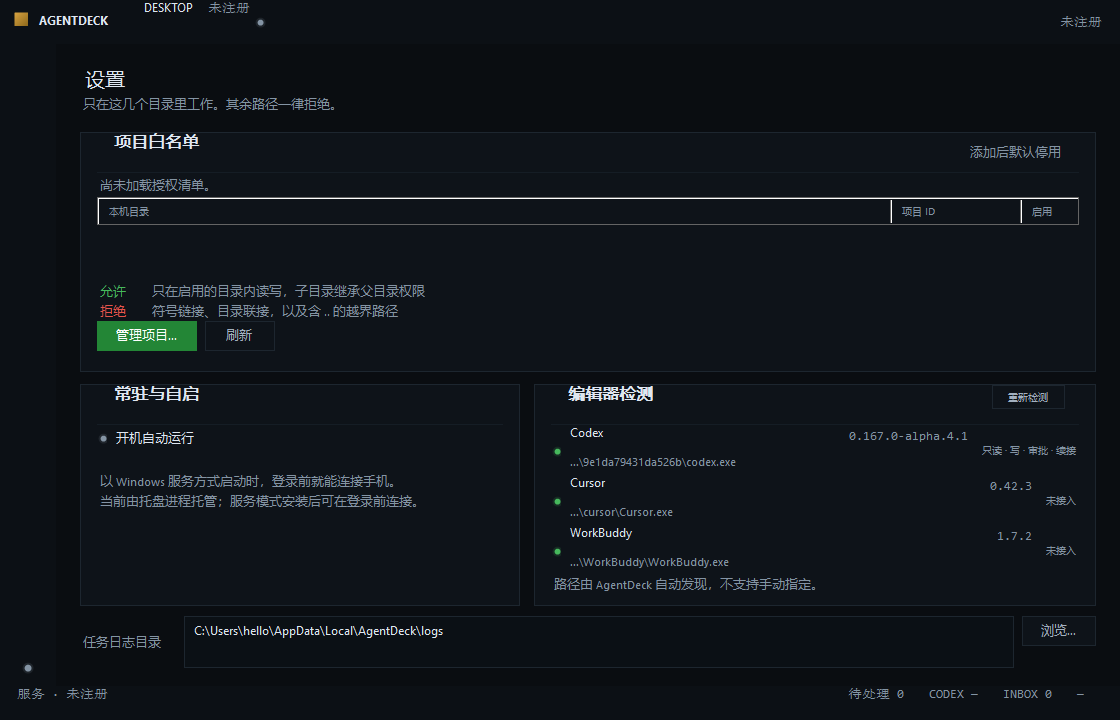 AGENTDECK
DESKTOP 未注册
未注册
设置
只在这几个目录里工作。其余路径一律拒绝。
项目白名单
添加后默认停用
尚未加载授权清单。
本机目录 项目 ID 启用
允许 只在启用的目录内读写，子目录继承父目录权限
拒绝 符号链接、目录联接，以及含 .. 的越界路径
管理项目... 刷新
常驻与自启
开机自动运行
以 Windows 服务方式启动时，登录前就能连接手机。
当前由托盘进程托管；服务模式安装后可在登录前连接。
编辑器检测 重新检测
Codex 0.167.0-alpha.4.1
只读 · 写 · 审批 · 续接
...\9e1da79431da526b\codex.exe
Cursor 0.42.3
未接入
...\cursor\Cursor.exe
WorkBuddy 1.7.2
未接入
...\WorkBuddy\WorkBuddy.exe
路径由 AgentDeck 自动发现，不支持手动指定。
任务日志目录 C:\Users\hello\AppData\Local\AgentDeck\logs 浏览...
服务 · 未注册 待处理 0 CODEX — INBOX 0 —